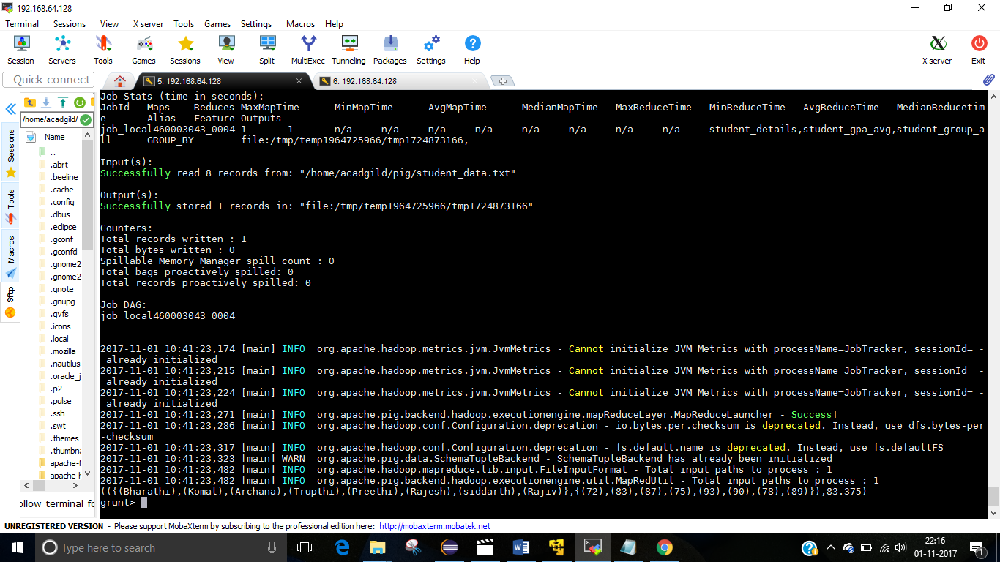 192.168.64.128
Terminal Sessions View X server Tools Games Settings Macros Help
Session Servers Tools Games Sessions View Split MultiExec Tunneling Packages Settings Help X server Exit
Quick connect
5. 192.168.64.128
6. 192.168.64.128
/home/acadgild/
Name
..
.abrt
.beeline
.cache
.config
.dbus
.eclipse
.gconf
.gconfd
.gnome2
.gnome2
.gnote
.gnupg
.gvfs
.icons
.local
.mozilla
.nautilus
.oracle_j
.p2
.pulse
.ssh
.swt
.themes
.thumbna
apache-f
apache-h
ollow terminal fo
Sessions
Tools
Macros
Sftp
Job Stats (time in seconds):
JobId Maps Reduces MaxMapTime MinMapTime AvgMapTime MedianMapTime MaxReduceTime MinReduceTime AvgReduceTime MedianReducetim
e Alias Feature Outputs
job_local460003043_0004 1 1 n/a n/a n/a n/a n/a n/a n/a n/a student_details,student_gpa_avg,student_group_a
ll GROUP_BY file:/tmp/temp1964725966/tmp1724873166,
Input(s):
Successfully read 8 records from: "/home/acadgild/pig/student_data.txt"
Output(s):
Successfully stored 1 records in: "file:/tmp/temp1964725966/tmp1724873166"
Counters:
Total records written : 1
Total bytes written : 0
Spillable Memory Manager spill count : 0
Total bags proactively spilled: 0
Total records proactively spilled: 0
Job DAG:
job_local460003043_0004
2017-11-01 10:41:23,174 [main] INFO org.apache.hadoop.metrics.jvm.JvmMetrics - Cannot initialize JVM Metrics with processName=JobTracker, sessionId= -
already initialized
2017-11-01 10:41:23,215 [main] INFO org.apache.hadoop.metrics.jvm.JvmMetrics - Cannot initialize JVM Metrics with processName=JobTracker, sessionId= -
already initialized
2017-11-01 10:41:23,224 [main] INFO org.apache.hadoop.metrics.jvm.JvmMetrics - Cannot initialize JVM Metrics with processName=JobTracker, sessionId= -
already initialized
2017-11-01 10:41:23,271 [main] INFO org.apache.pig.backend.hadoop.executionengine.mapReduceLayer.MapReduceLauncher - Success!
2017-11-01 10:41:23,286 [main] INFO org.apache.hadoop.conf.Configuration.deprecation - io.bytes.per.checksum is deprecated. Instead, use dfs.bytes-per
-checksum
2017-11-01 10:41:23,317 [main] INFO org.apache.hadoop.conf.Configuration.deprecation - fs.default.name is deprecated. Instead, use fs.defaultFS
2017-11-01 10:41:23,323 [main] WARN org.apache.pig.data.SchemaTupleBackend - SchemaTupleBackend has already been initialized
2017-11-01 10:41:23,482 [main] INFO org.apache.hadoop.mapreduce.lib.input.FileInputFormat - Total input paths to process : 1
2017-11-01 10:41:23,482 [main] INFO org.apache.pig.backend.hadoop.executionengine.util.MapRedUtil - Total input paths to process : 1
(({(Bharathi),(Komal),(Archana),(Trupthi),(Preethi),(Rajesh),(siddarth),(Rajiv)},{(72),(83),(87),(75),(93),(90),(78),(89)}),83.375)
grunt>
UNREGISTERED VERSION - Please support MobaXterm by subscribing to the professional edition here: http://mobaxterm.mobatek.net
Type here to search
22:16
01-11-2017
1